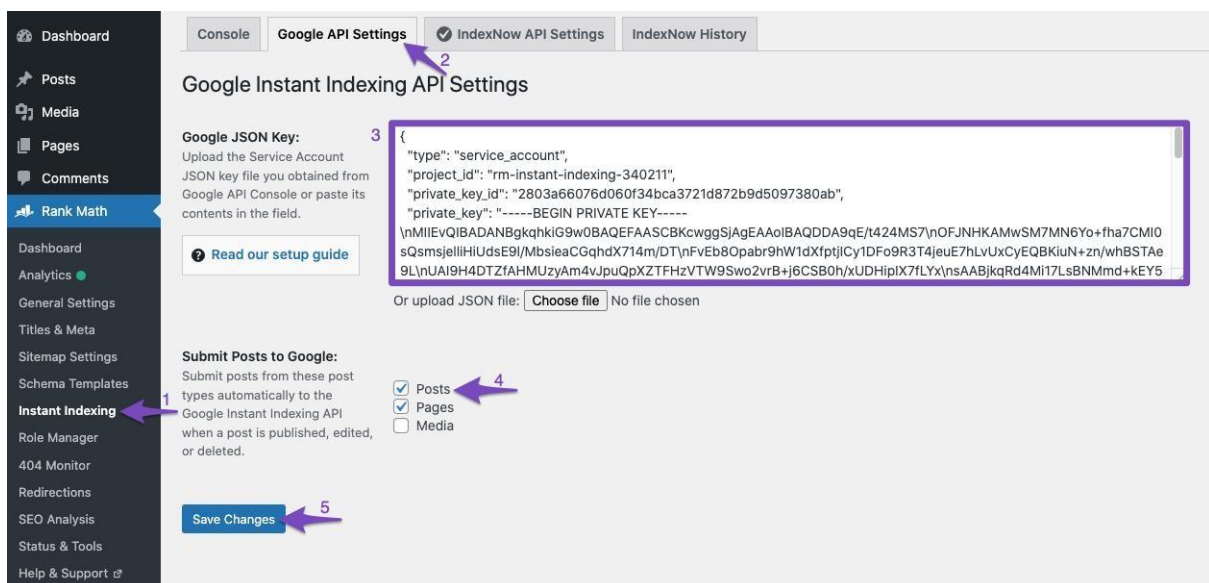 Dashboard
Posts
Media
Pages
Comments
Rank Math
Dashboard
Analytics
General Settings
Titles & Meta
Sitemap Settings
Schema Templates
Instant Indexing
Role Manager
404 Monitor
Redirections
SEO Analysis
Status & Tools
Help & Support
1
Console Google API Settings IndexNow API Settings IndexNow History
2
Google Instant Indexing API Settings
Google JSON Key:
Upload the Service Account
JSON key file you obtained from
Google API Console or paste its
contents in the field.
Read our setup guide
3
{
"type": "service_account",
"project_id": "rm-instant-indexing-340211",
"private_key_id": "2803a66076d060f34bca3721d872b9d5097380ab",
"private_key": "-----BEGIN PRIVATE KEY-----
Or upload JSON file: Choose file No file chosen
Submit Posts to Google:
Submit posts from these post
types automatically to the
Google Instant Indexing API
when a post is published, edited,
or deleted.
Posts
4
Pages
Media
Save Changes
5